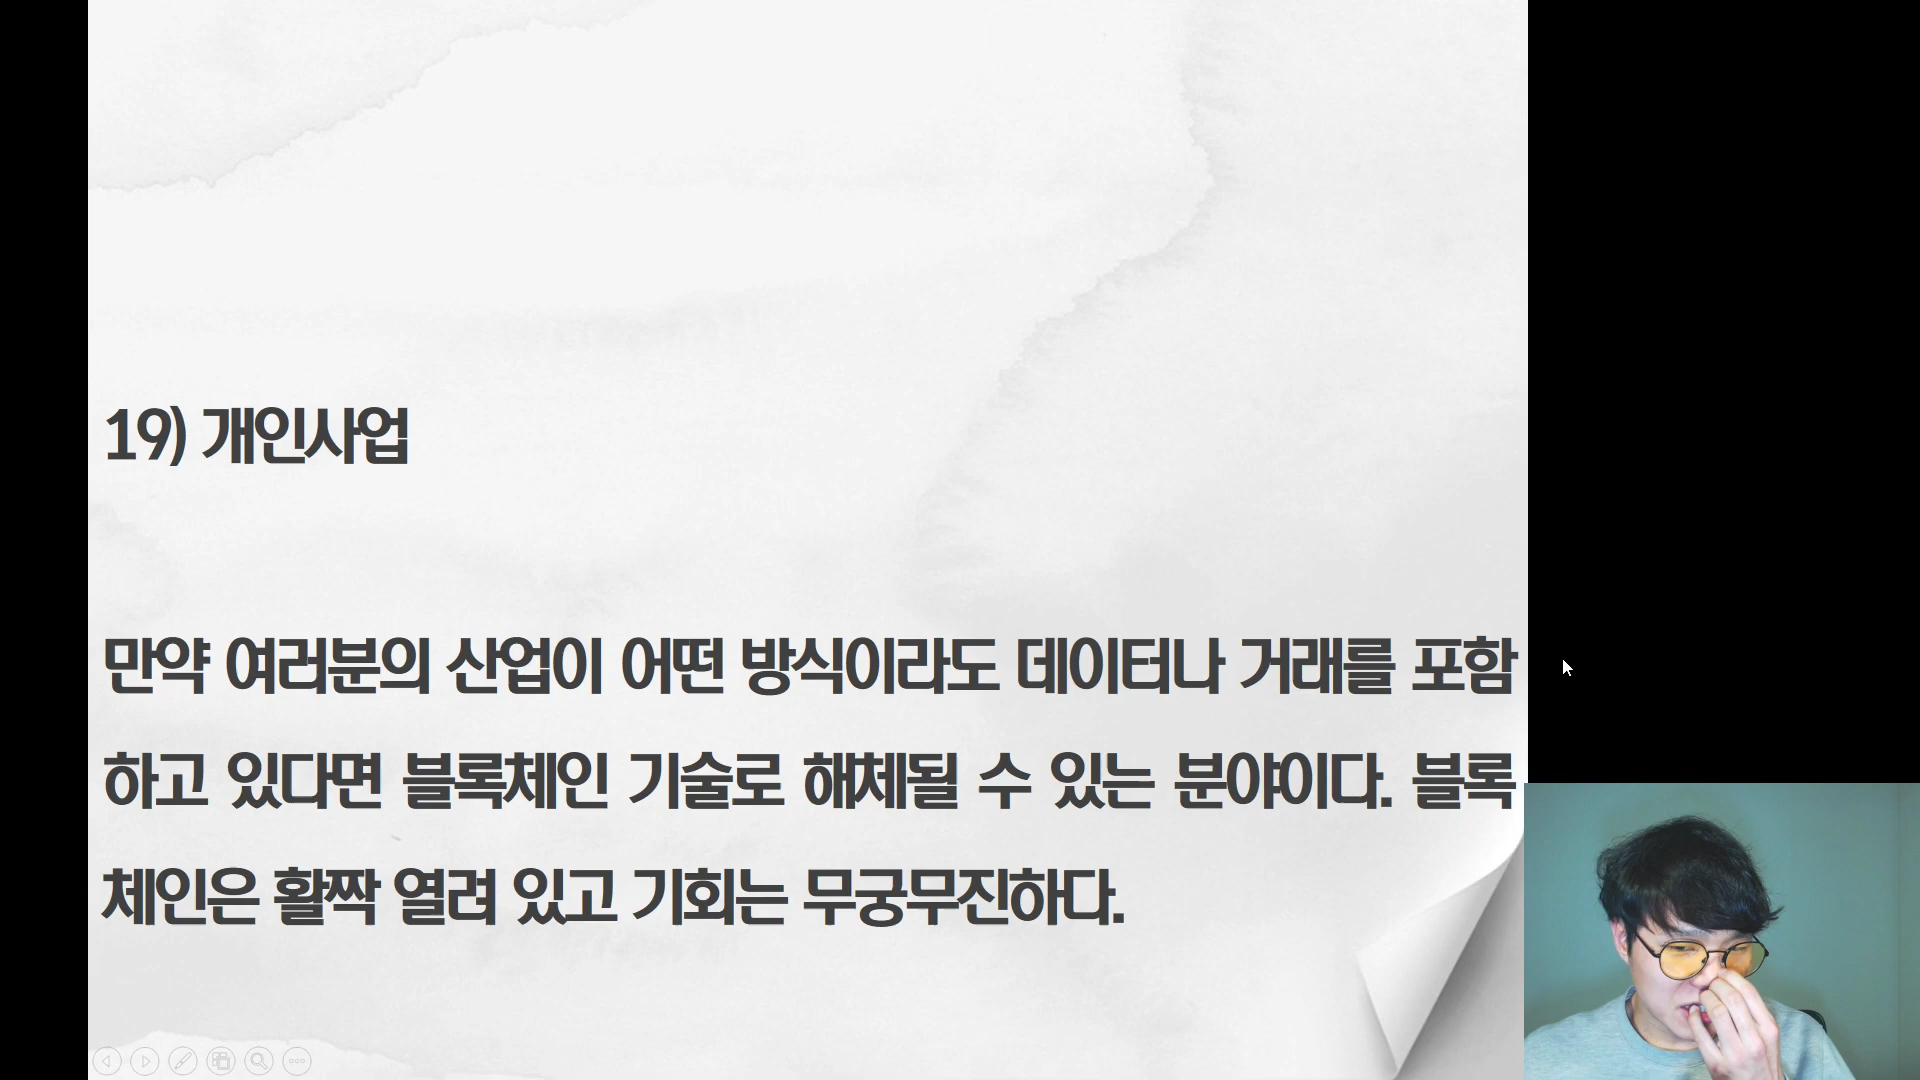 19) 개인사업
만약 여러분의 산업이 어떤 방식이라도 데이터나 거래를 포함
하고 있다면 블록체인 기술로 해체될 수 있는 분야이다. 블록
체인은 활짝 열려 있고 기회는 무궁무진하다.